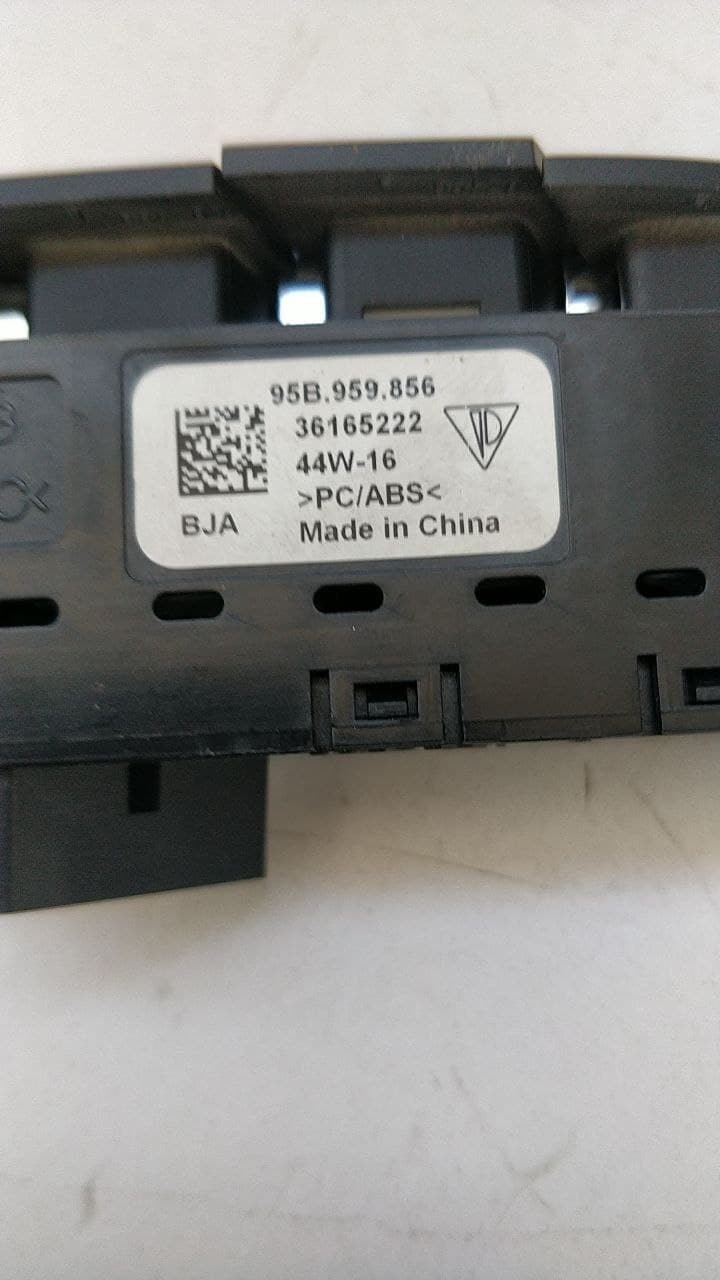 95B.959.856
36165222
44W-16
>PC/ABS<
BJA
Made in China